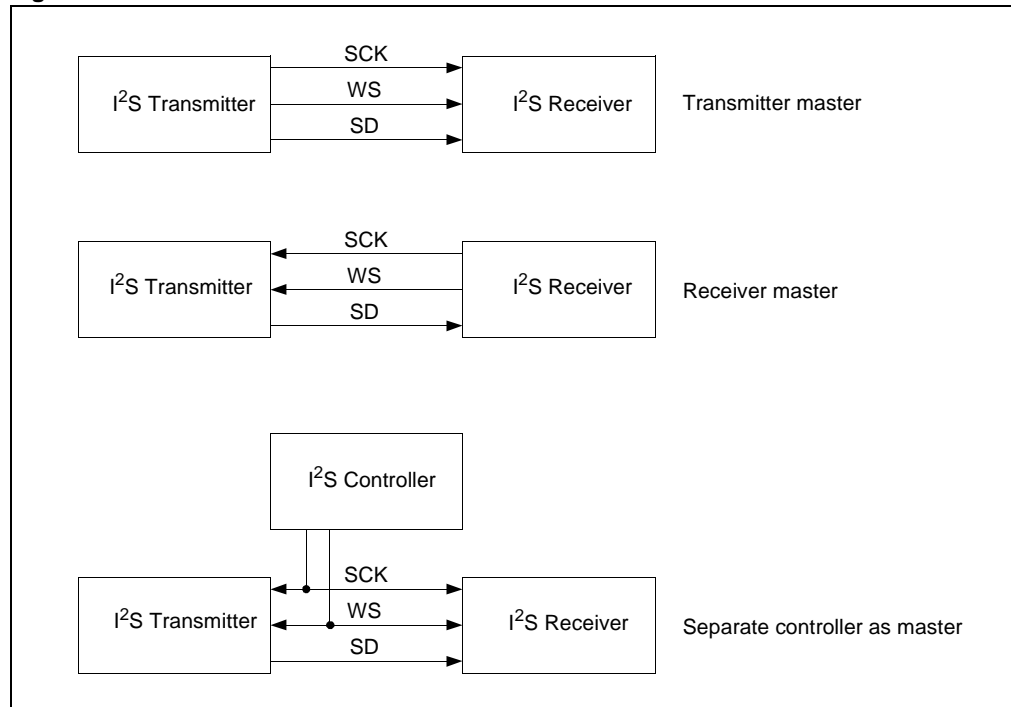 SCK
I²S Transmitter
WS
I²S Receiver
Transmitter master
SD
SCK
I²S Transmitter
WS
I²S Receiver
Receiver master
SD
I²S Controller
SCK
I²S Transmitter
WS
I²S Receiver
Separate controller as master
SD